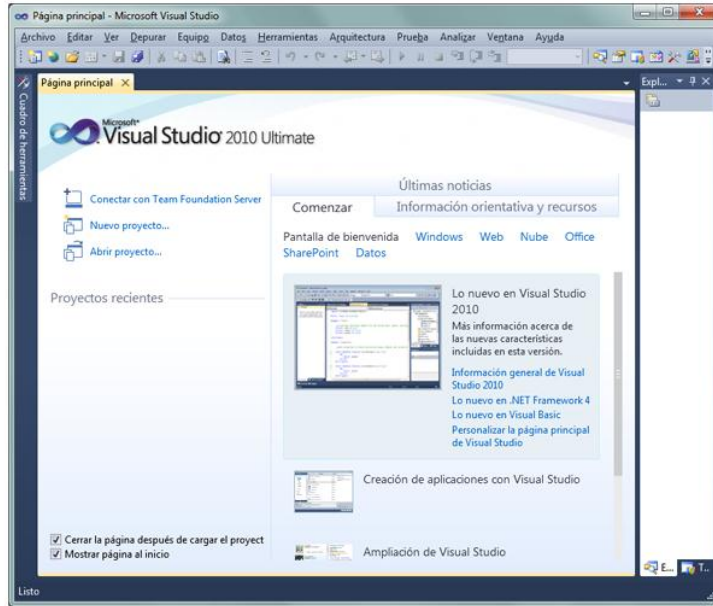 Página principal - Microsoft Visual Studio
Archivo Editar Ver Depurar Equipo Datos Herramientas Arquitectura Prueba Analizar Ventana Ayuda
Página principal
Expl...
Cuadro de herramientas
Microsoft
Visual Studio 2010 Ultimate
Conectar con Team Foundation Server
Nuevo proyecto...
Abrir proyecto...
Proyectos recientes
Cerrar la página después de cargar el proyect
Mostrar página al inicio
Últimas noticias
Comenzar Información orientativa y recursos
Pantalla de bienvenida Windows Web Nube Office
SharePoint Datos
Lo nuevo en Visual Studio
2010
Más información acerca de
las nuevas características
incluidas en esta versión.
Información general de Visual
Studio 2010
Lo nuevo en .NET Framework 4
Lo nuevo en Visual Basic
Personalizar la página principal
de Visual Studio
Creación de aplicaciones con Visual Studio
Ampliación de Visual Studio
E... T...
Listo